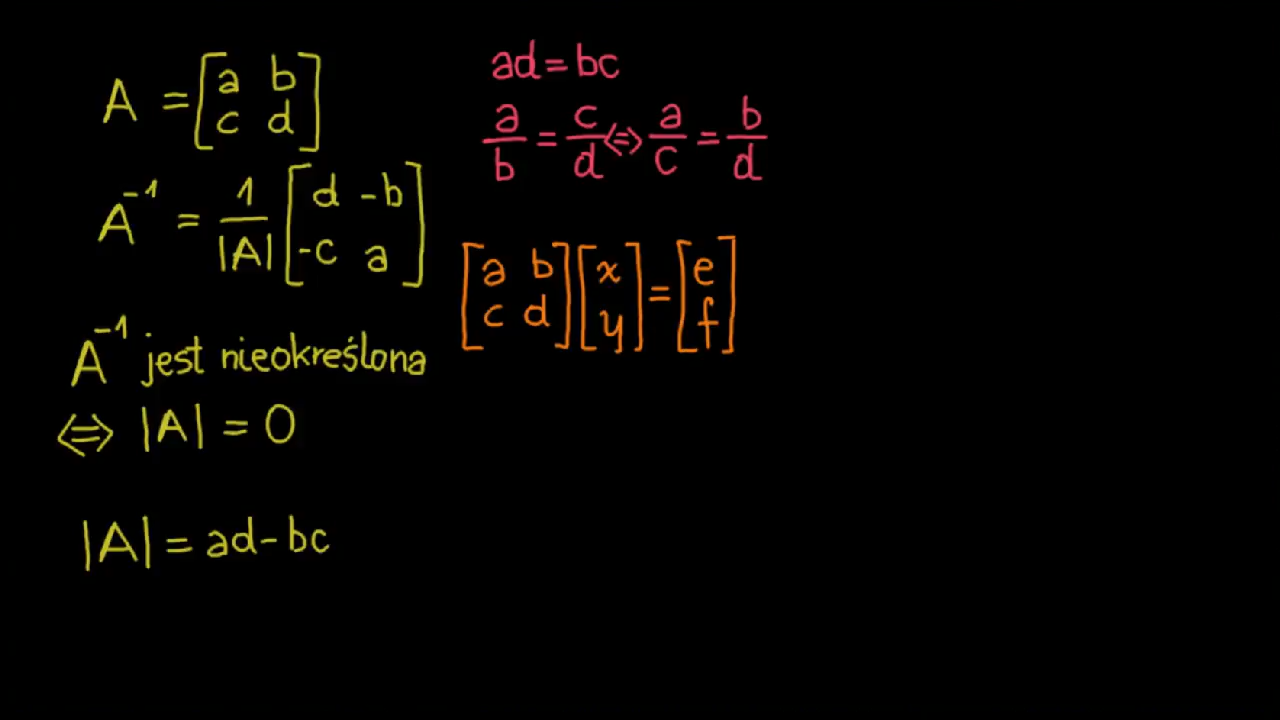 A = [a b
c d]
A⁻¹ = 1/|A| [d -b
-c a]
A⁻¹ jest nieokreślona
⇔ |A| = 0
|A| = ad - bc
ad = bc
a/b = c/d ⇔ a/c = b/d
[a b
c d] [x
y] = [e
f]